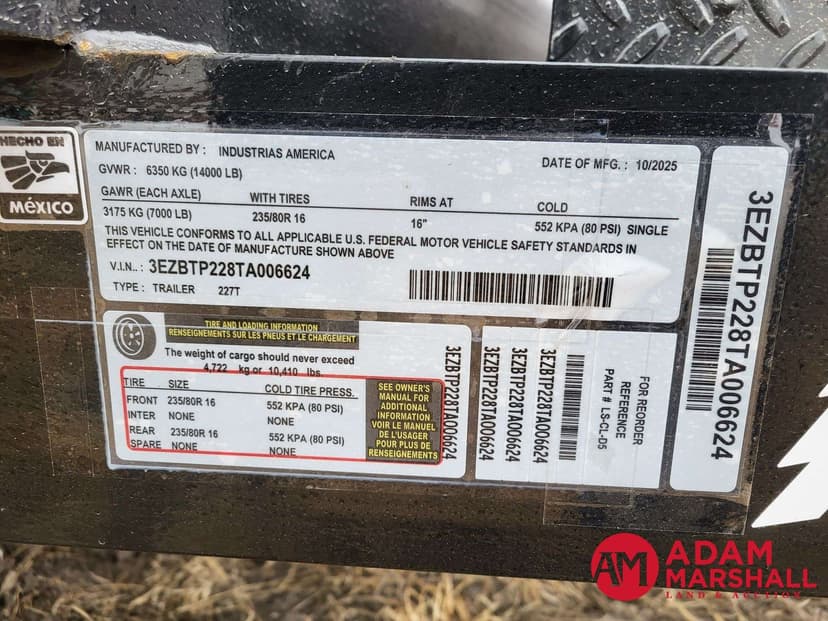 HECHO EN
MÉXICO
MANUFACTURED BY : INDUSTRIAS AMERICA
DATE OF MFG. : 10/2025
GVWR : 6350 KG (14000 LB)
GAWR (EACH AXLE) WITH TIRES RIMS AT COLD
3175 KG (7000 LB) 235/80R 16 16" 552 KPA (80 PSI) SINGLE
THIS VEHICLE CONFORMS TO ALL APPLICABLE U.S. FEDERAL MOTOR VEHICLE SAFETY STANDARDS IN
EFFECT ON THE DATE OF MANUFACTURE SHOWN ABOVE
V.I.N.. : 3EZBTP228TA006624
TYPE : TRAILER 227T
TIRE AND LOADING INFORMATION
RENSEIGNEMENTS SUR LES PNEUS ET LE CHARGEMENT
The weight of cargo should never exceed
4,722 kg or 10,410 lbs.
TIRE SIZE COLD TIRE PRESS.
FRONT 235/80R 16 552 KPA (80 PSI)
INTER NONE NONE
REAR 235/80R 16 552 KPA (80 PSI)
SPARE NONE NONE
SEE OWNER'S
MANUAL FOR
ADDITIONAL
INFORMATION
VOIR LE MANUEL
DE L'USAGER
POUR PLUS DE
RENSEIGNEMENTS
3EZBTP228TA006624
3EZBTP228TA006624
3EZBTP228TA006624
3EZBTP228TA006624
FOR REORDER
REFERENCE
PART # LS-CL-D5
3EZBTP228TA006624
AM ADAM
MARSHALL
LAND & AUCTION